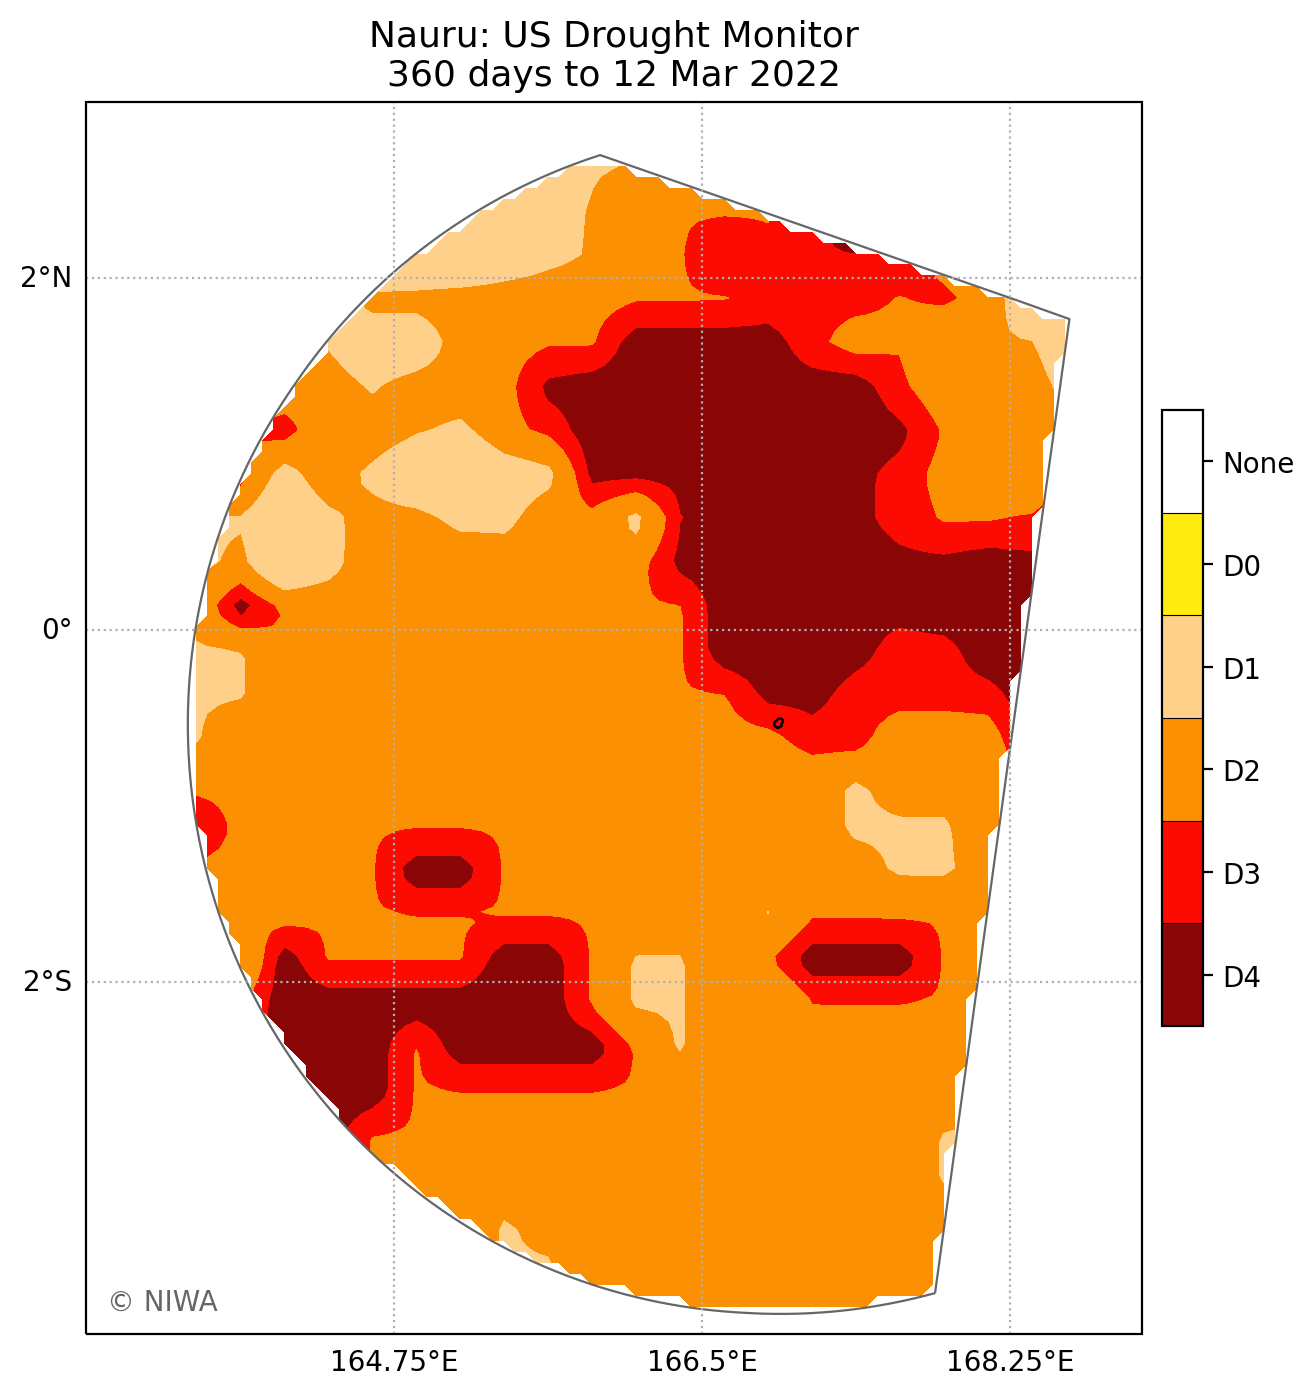 Nauru: US Drought Monitor
360 days to 12 Mar 2022
2°N
0°
2°S
164.75°E
166.5°E
168.25°E
None
D0
D1
D2
D3
D4
© NIWA